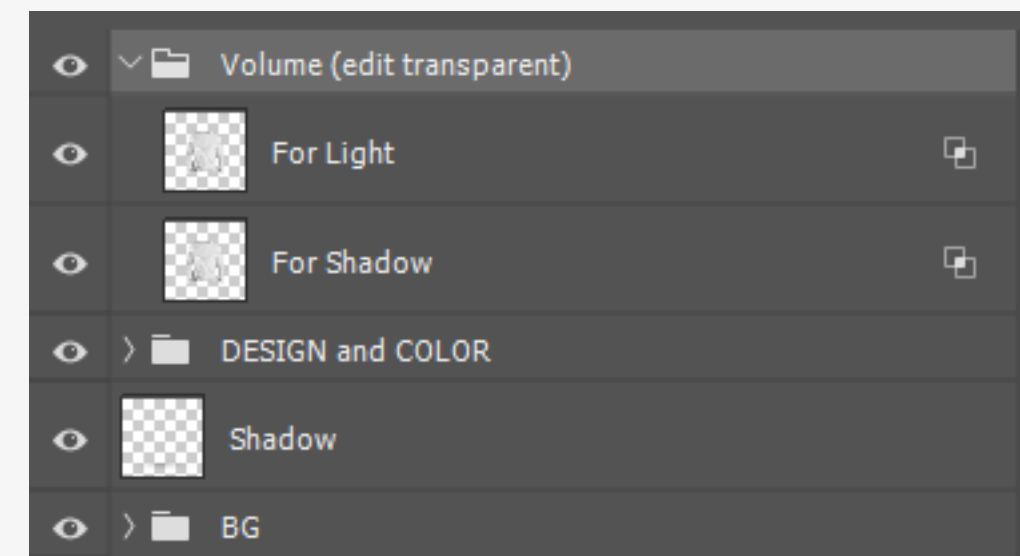 Volume (edit transparent)
For Light
For Shadow
DESIGN and COLOR
Shadow
BG